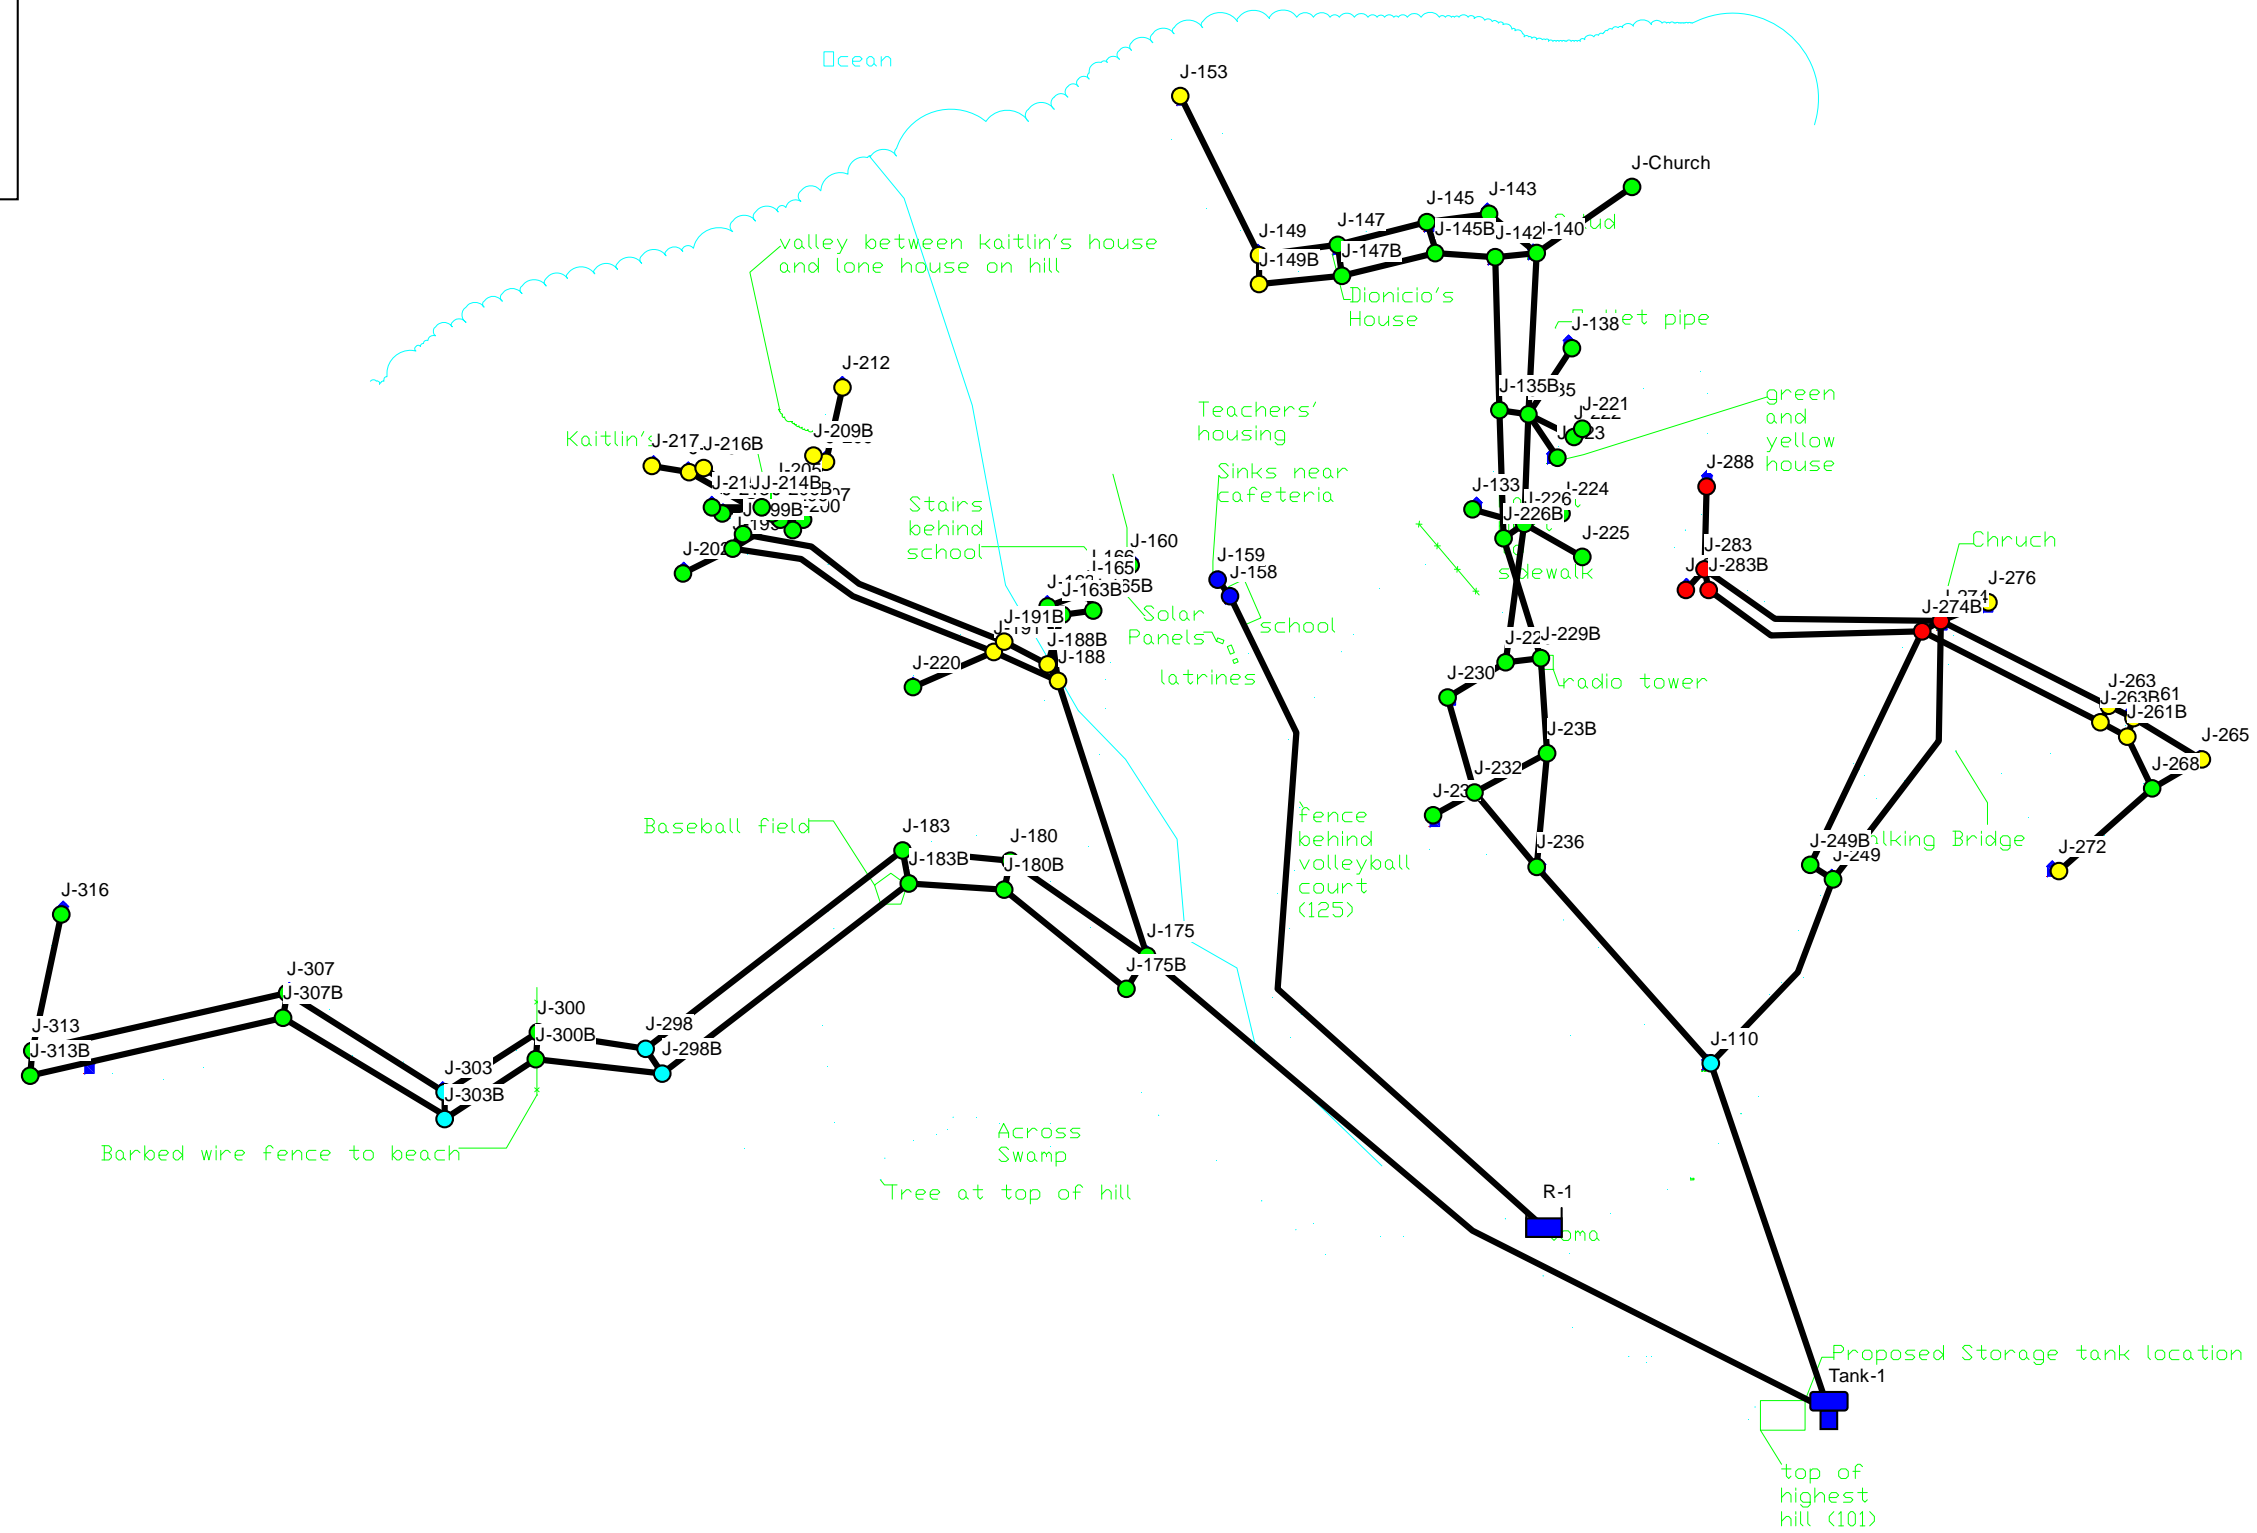 Ocean
J-153
J-Church
J-143
J-145
J-147
J-149
J-145B
J-142
J-140
J-147B
J-149B
valley between kaitlin's house
and lone house on hill
Dionicio's
House
pipe
J-138
J-212
J-135B
green
and
yellow
house
J-221
Teachers'
housing
J-209B
Kaitlin's
J-217
J-216B
Sinks near
cafeteria
J-288
J-214B
J-133
J-226
J-226B
Stairs
behind
school
J-225
J-160
J-159
J-158
J-165
J-163B
J-202
sidewalk
J-283
J-283B
Chruch
J-276
J-274B
Solar
Panels
school
J-191B
J-188B
J-188
J-220
latrines
J-229B
radio tower
J-230
J-263
J-263B
J-261B
J-265
J-268
J-23B
J-232
Baseball field
J-183
J-183B
J-180
J-180B
fence
behind
volleyball
court
(125)
J-236
J-249B
J-249
Bridge
J-272
J-316
J-175
J-175B
J-307
J-307B
J-300
J-300B
J-298
J-298B
J-313
J-313B
J-303
J-303B
J-110
Barbed wire fence to beach
Across
Swamp
Tree at top of hill
R-1
Proposed Storage tank location
Tank-1
top of
highest
hill (101)